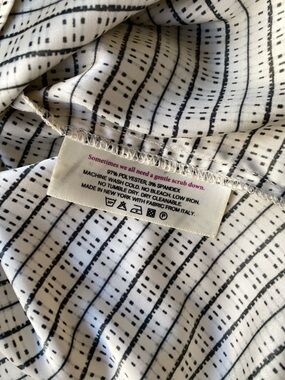 Sometimes we all need a gentle scrub down.
97% POLYESTER, 3% SPANDEX.
MACHINE WASH COLD. NO BLEACH. LOW IRON.
NO TUMBLE DRY. DRY CLEANABLE.
MADE IN NEW YORK WITH FABRIC FROM ITALY.